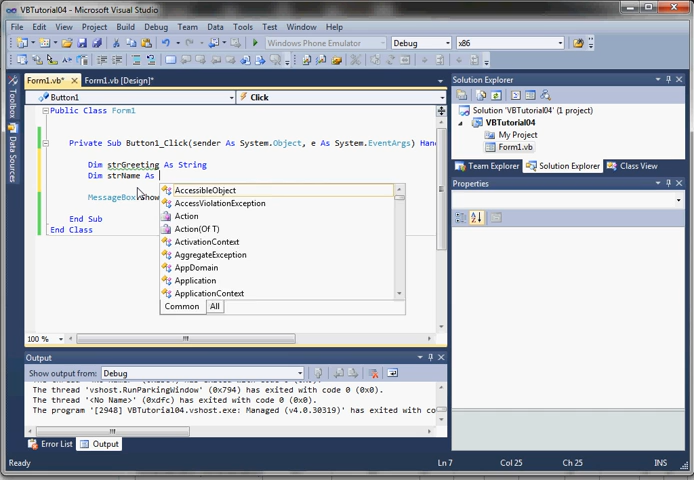 VBTutorial04 - Microsoft Visual Studio
File Edit View Project Build Debug Team Data Tools Test Window Help
Windows Phone Emulator Debug x86
Form1.vb* Form1.vb [Design]*
Button1 Click
Toolbox
Data Sources
Public Class Form1
Private Sub Button1_Click(sender As System.Object, e As System.EventArgs) Hand
Dim strGreeting As String
Dim strName As
MessageBox.Show
End Sub
End Class
AccessibleObject
AccessViolationException
Action
Action(Of T)
ActivationContext
AggregateException
AppDomain
Application
ApplicationContext
Common All
100 %
Output
Show output from: Debug
The thread 'vshost.RunParkingWindow' (0x794) has exited with code 0 (0x0).
The thread '<No Name>' (0xdfc) has exited with code 0 (0x0).
The program '[2948] VBTutorial04.vshost.exe: Managed (v4.0.30319)' has exited with co
Error List Output
Solution Explorer
Solution 'VBTutorial04' (1 project)
VBTutorial04
My Project
Form1.vb
Team Explorer Solution Explorer Class View
Properties
Ready Ln 7 Col 25 Ch 25 INS